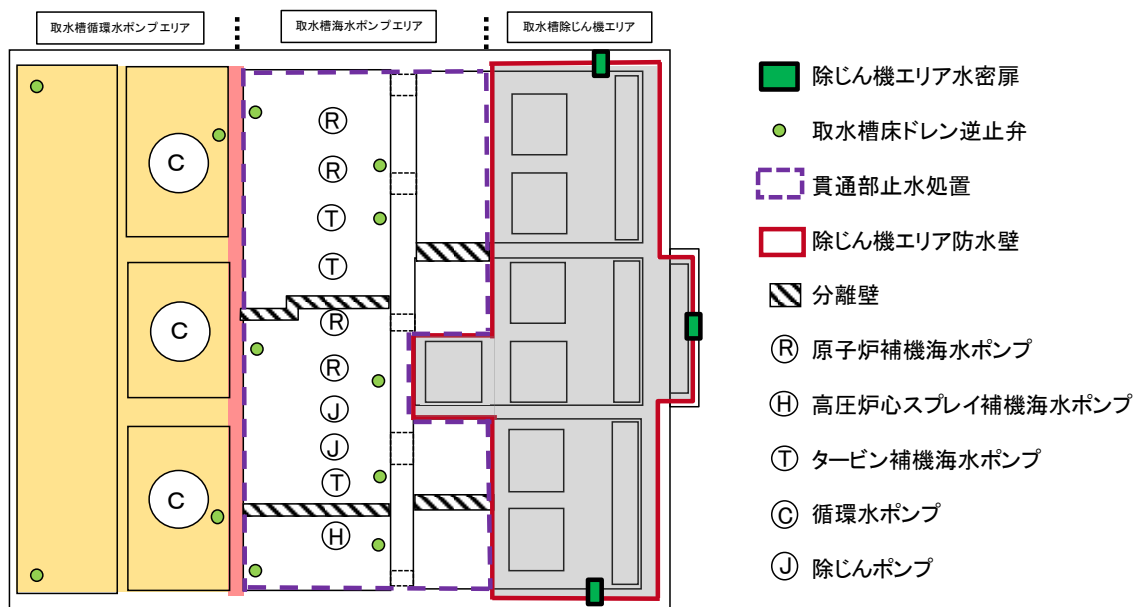 取水槽循環水ポンプエリア
取水槽海水ポンプエリア
取水槽除じん機エリア
C
C
C
R
R
T
T
R
R
J
J
T
H
除じん機エリア水密扉
取水槽床ドレン逆止弁
貫通部止水処置
除じん機エリア防水壁
分離壁
R 原子炉補機海水ポンプ
H 高圧炉心スプレイ補機海水ポンプ
T タービン補機海水ポンプ
C 循環水ポンプ
J 除じんポンプ